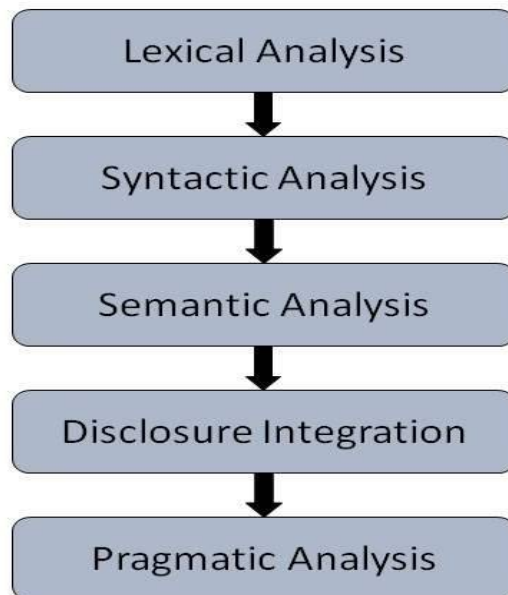 Lexical Analysis
Syntactic Analysis
Semantic Analysis
Disclosure Integration
Pragmatic Analysis